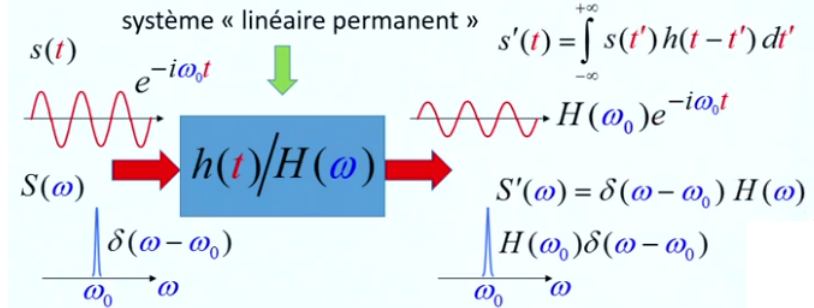 système « linéaire permanent »
s(t)
e^{-iω₀t}
s'(t) = ∫_{-∞}^{+∞} s(t') h(t − t') dt'
h(t)/H(ω)
H(ω₀)e^{-iω₀t}
S(ω)
δ(ω − ω₀)
ω₀ ω
S'(ω) = δ(ω − ω₀) H(ω)
H(ω₀)δ(ω − ω₀)
ω₀ ω